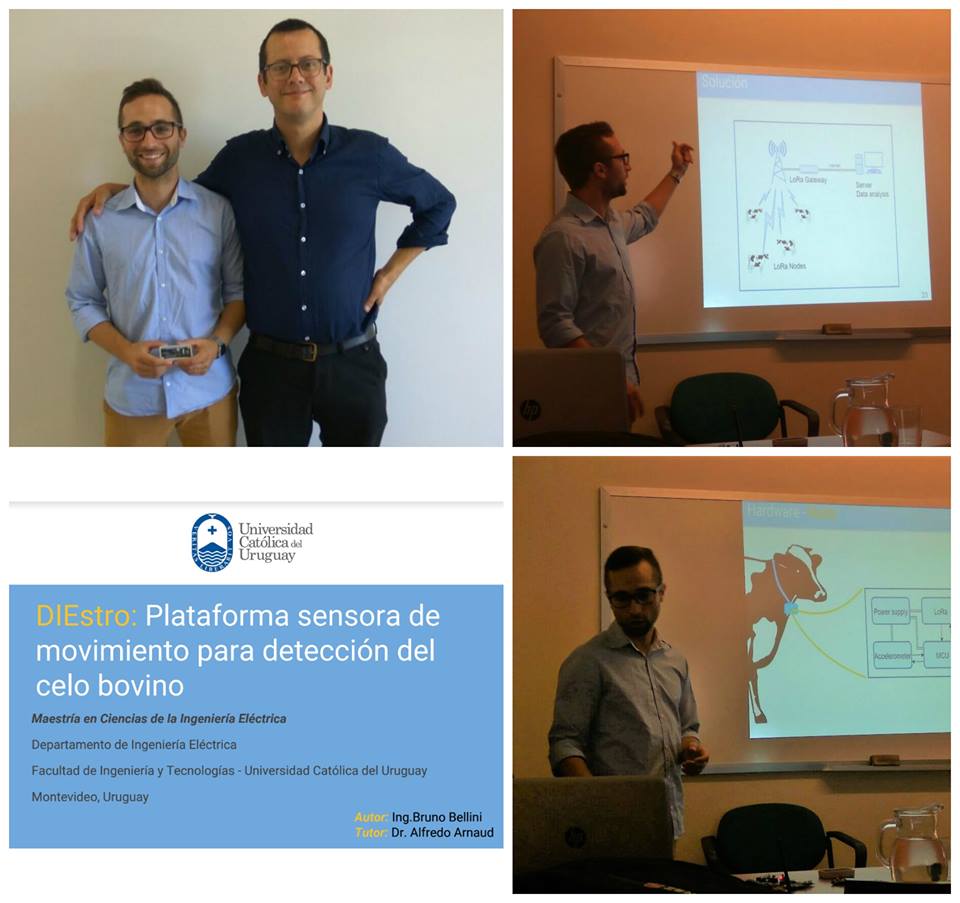 Solución
LoRa Gateway
Server
Data analysis
LoRa Nodes
23
hp
Universidad
Católica del
Uruguay
DIEstro: Plataforma sensora de
movimiento para detección del
celo bovino
Maestría en Ciencias de la Ingeniería Eléctrica
Departamento de Ingeniería Eléctrica
Facultad de Ingeniería y Tecnologías - Universidad Católica del Uruguay
Montevideo, Uruguay
Autor: Ing.Bruno Bellini
Tutor: Dr. Alfredo Arnaud
Hardware -
Power supply
LoRa
Accelerometer
MCU
hp